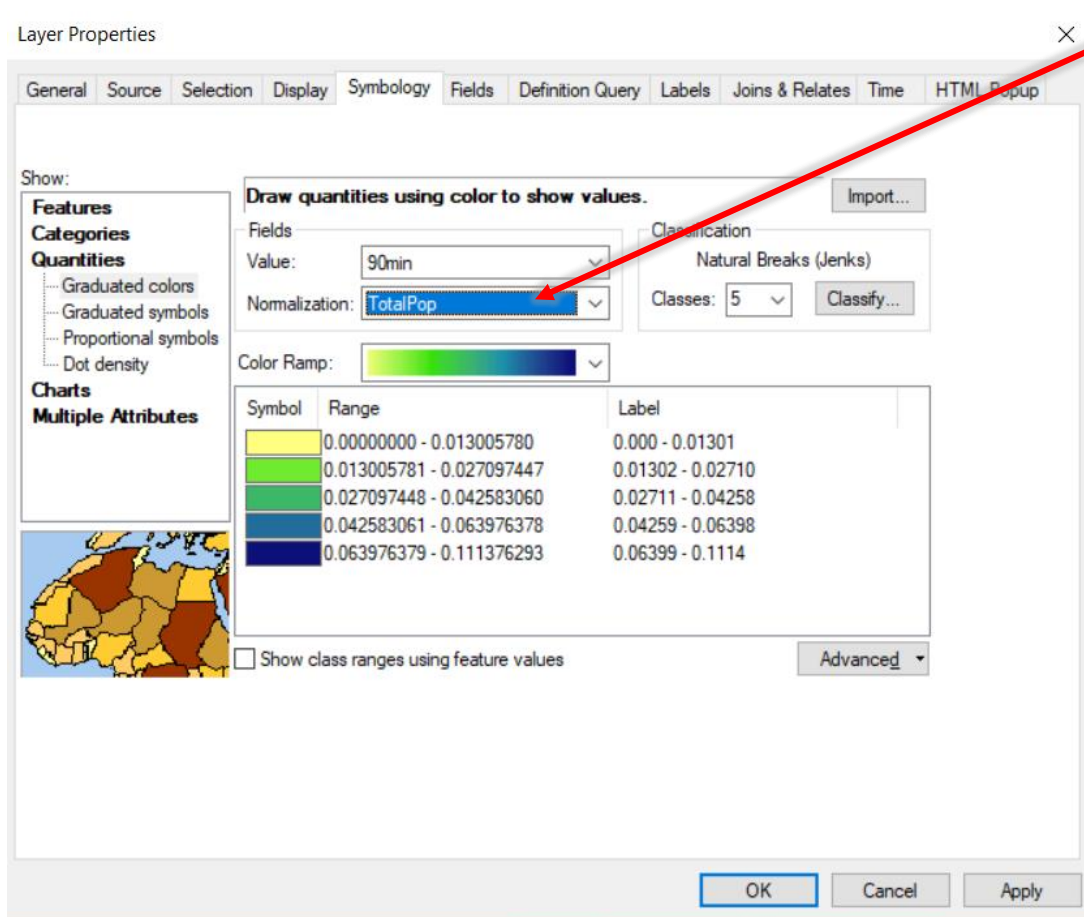 Layer Properties
General Source Selection Display Symbology Fields Definition Query Labels Joins & Relates Time HTML Popup
Show:
Features
Categories
Quantities
Graduated colors
Graduated symbols
Proportional symbols
Dot density
Charts
Multiple Attributes
Draw quantities using color to show values.
Import...
Fields
Value: 90min
Normalization: TotalPop
Classification
Natural Breaks (Jenks)
Classes: 5 Classify...
Color Ramp:
Symbol Range Label
0.00000000 - 0.013005780 0.000 - 0.01301
0.013005781 - 0.027097447 0.01302 - 0.02710
0.027097448 - 0.042583060 0.02711 - 0.04258
0.042583061 - 0.063976378 0.04259 - 0.06398
0.063976379 - 0.111376293 0.06399 - 0.1114
Show class ranges using feature values
Advanced
OK Cancel Apply